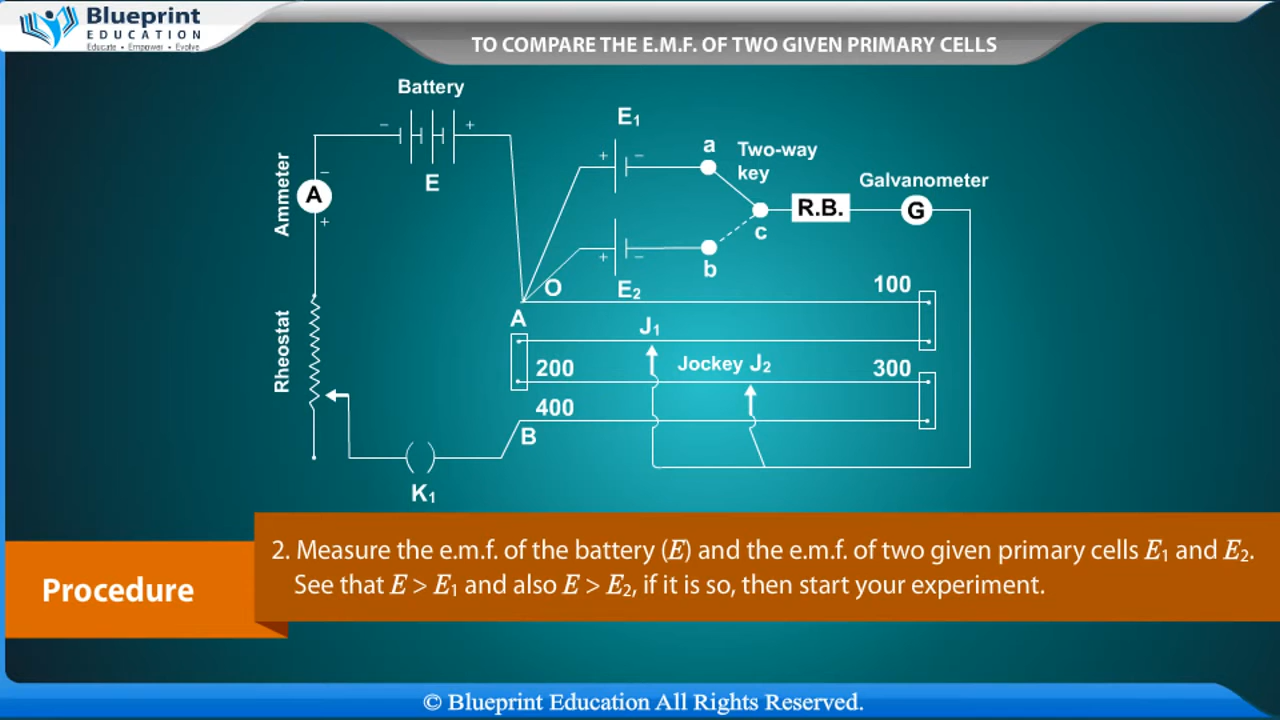 Blueprint
EDUCATION
Educate • Empower • Evolve
TO COMPARE THE E.M.F. OF TWO GIVEN PRIMARY CELLS
Battery
− +
E
Ammeter
−
A
+
Rheostat
K₁
E₁
+ −
a
Two-way
key
c
R.B.
Galvanometer
G
+ −
b
E₂
O
A
100
J₁
Jockey J₂
200
300
400
B
Procedure
2. Measure the e.m.f. of the battery (E) and the e.m.f. of two given primary cells E₁ and E₂.
See that E > E₁ and also E > E₂, if it is so, then start your experiment.
© Blueprint Education All Rights Reserved.